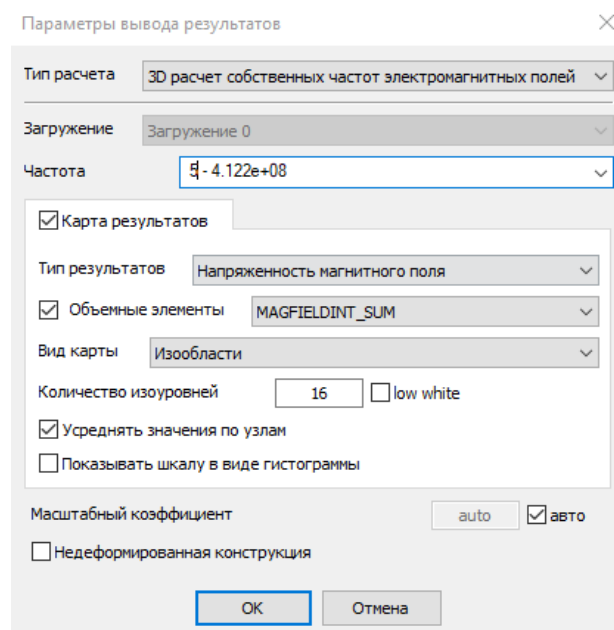 Параметры вывода результатов
Тип расчета 3D расчет собственных частот электромагнитных полей
Загружение Загружение 0
Частота 5 - 4.122e+08
Карта результатов
Тип результатов Напряженность магнитного поля
Объемные элементы MAGFIELDINT_SUM
Вид карты Изообласти
Количество изоуровней 16 low white
Усреднять значения по узлам
Показывать шкалу в виде гистограммы
Масштабный коэффициент auto авто
Недеформированная конструкция
OK Отмена